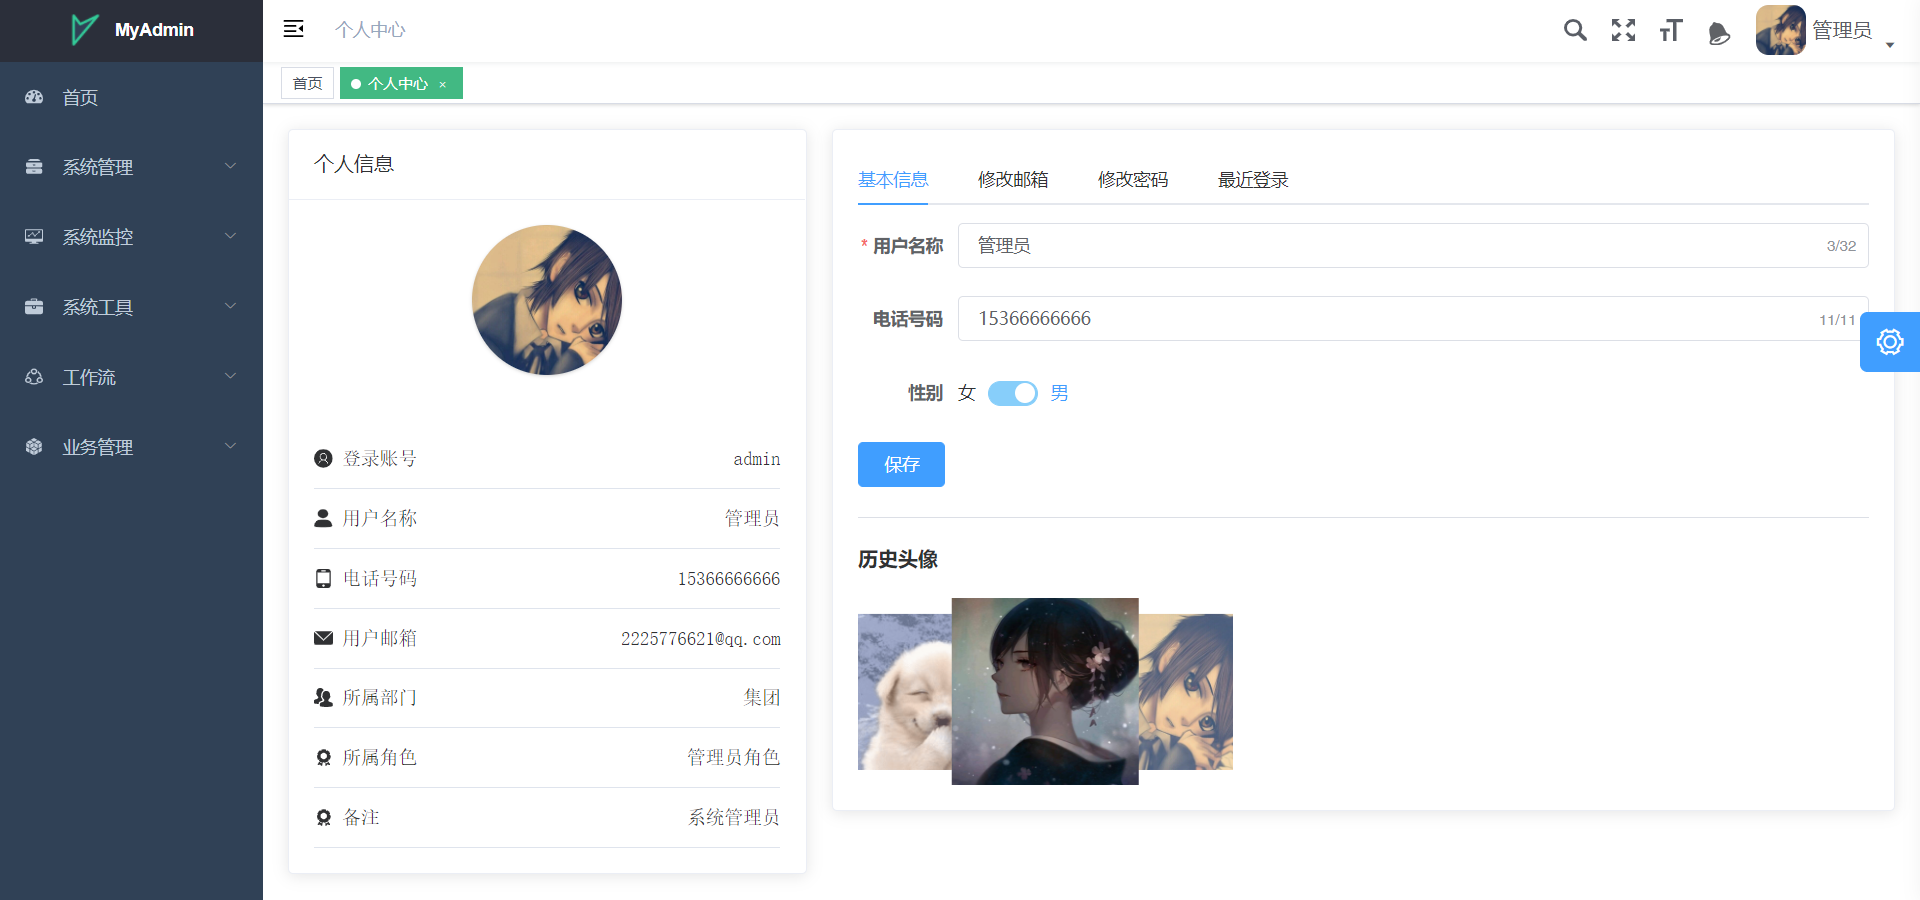 MyAdmin
个人中心
管理员
首页
个人中心 ×
首页
系统管理
系统监控
系统工具
工作流
业务管理
个人信息
登录账号 admin
用户名称 管理员
电话号码 15366666666
用户邮箱 2225776621@qq.com
所属部门 集团
所属角色 管理员角色
备注 系统管理员
基本信息 修改邮箱 修改密码 最近登录
* 用户名称 管理员 3/32
电话号码 15366666666 11/11
性别 女 男
保存
历史头像